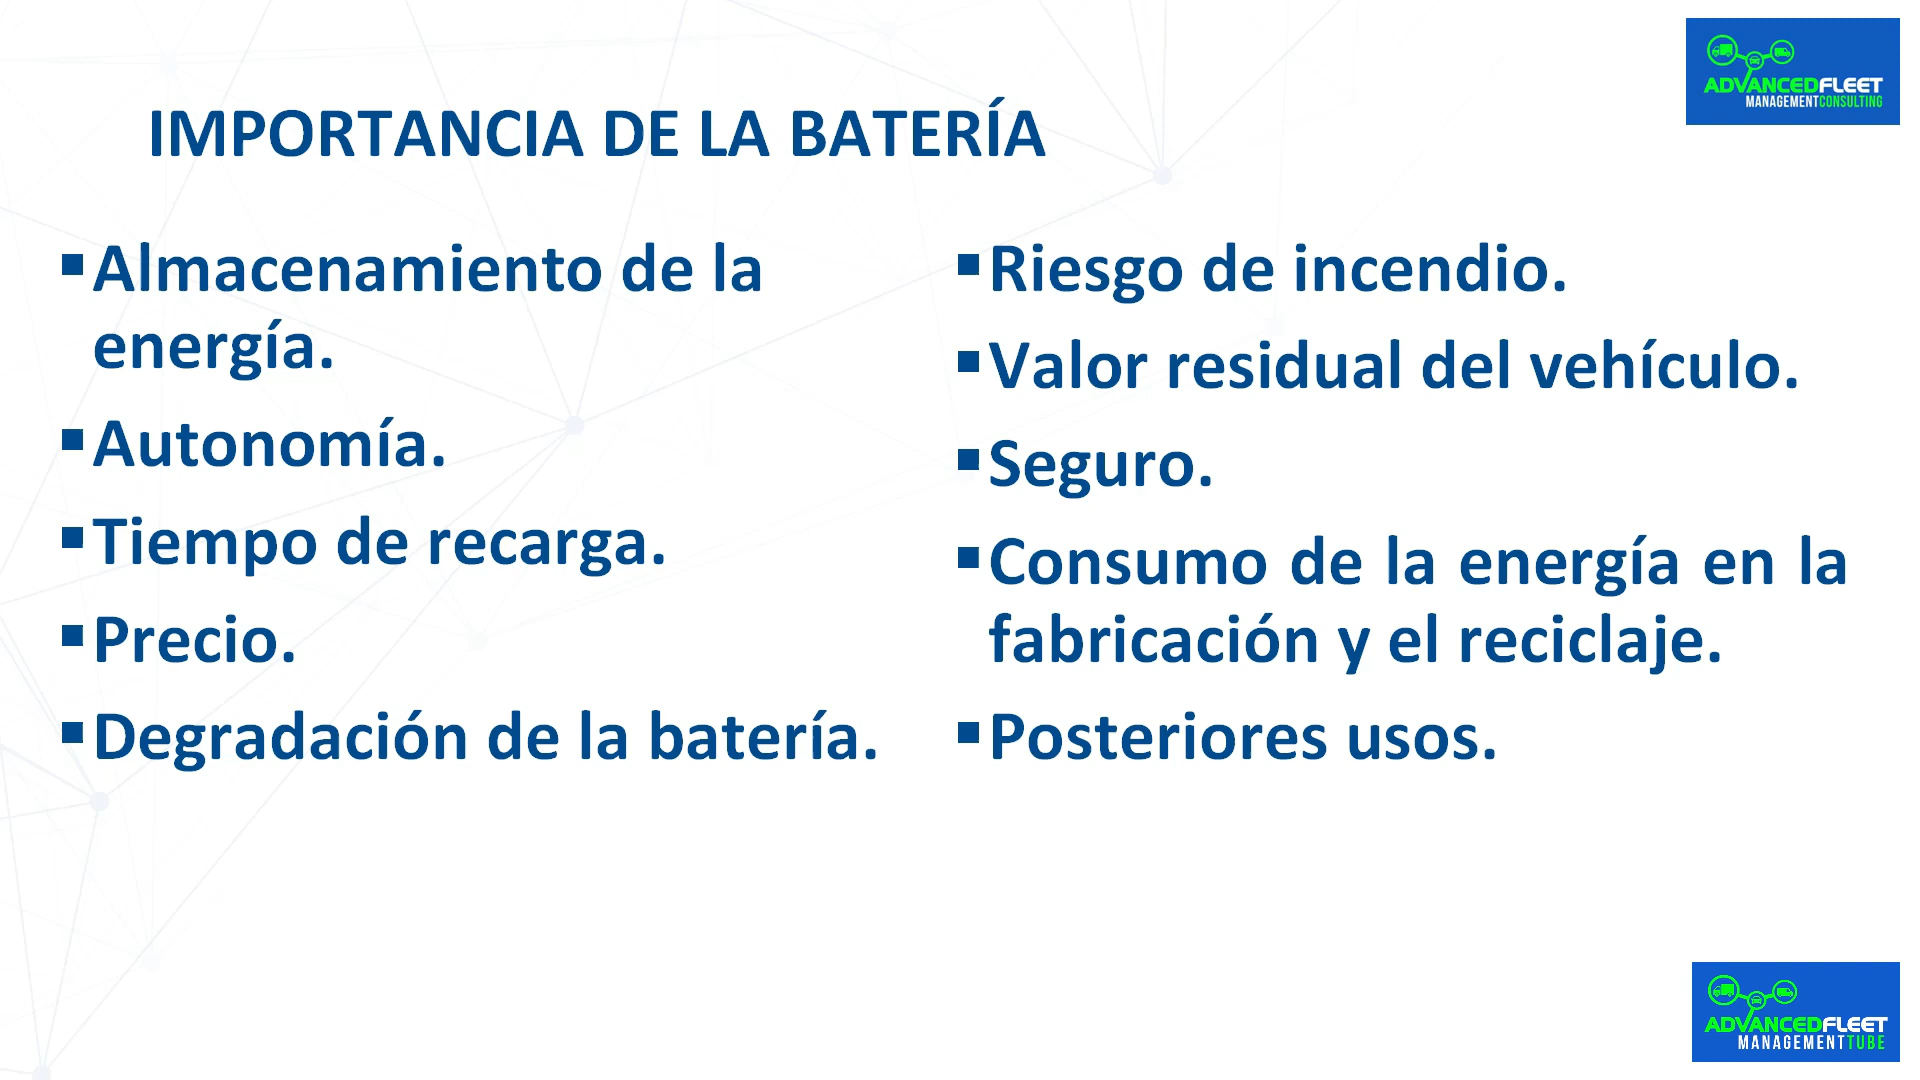 ADVANCEDFLEET
MANAGEMENTCONSULTING
IMPORTANCIA DE LA BATERÍA
▪Almacenamiento de la
energía.
▪Autonomía.
▪Tiempo de recarga.
▪Precio.
▪Degradación de la batería.
▪Riesgo de incendio.
▪Valor residual del vehículo.
▪Seguro.
▪Consumo de la energía en la
fabricación y el reciclaje.
▪Posteriores usos.
ADVANCEDFLEET
MANAGEMENTTUBE